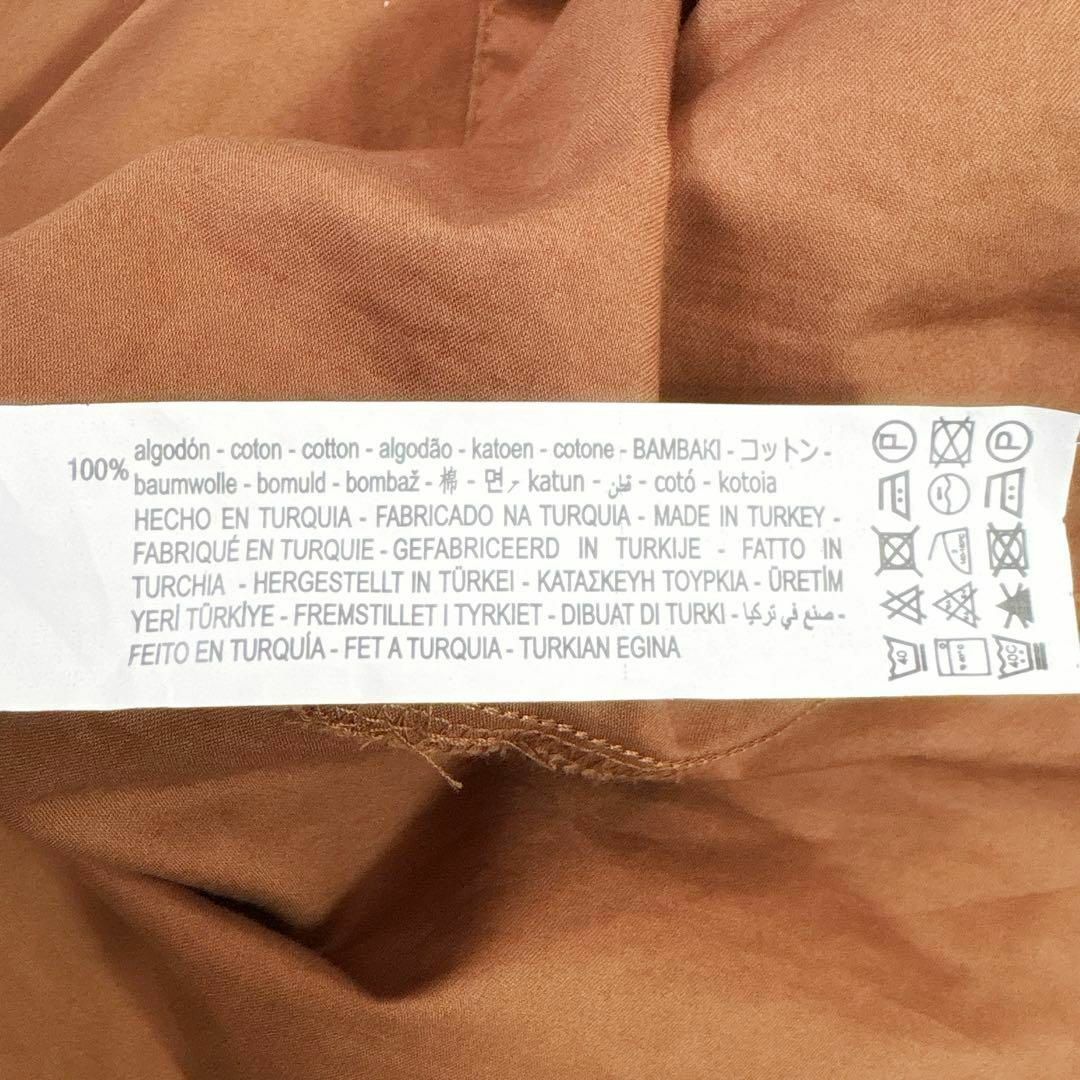 100% algodón - coton - cotton - algodão - katoen - cotone - BAMBAKI - コットン -
baumwolle - bomuld - bombaž - 棉 - 면 - katun - قطن - cotó - kotoia
HECHO EN TURQUIA - FABRICADO NA TURQUIA - MADE IN TURKEY -
FABRIQUÉ EN TURQUIE - GEFABRICEERD IN TURKIJE - FATTO IN
TURCHIA - HERGESTELLT IN TÜRKEI - ΚΑΤΑΣΚΕΥΗ ΤΟΥΡΚΙΑ - ÜRETİM
YERİ TÜRKİYE - FREMSTILLET I TYRKIET - DIBUAT DI TURKI - صنع في تركيا -
FEITO EN TURQUÍA - FET A TURQUIA - TURKIAN EGINA
P P
40 40C